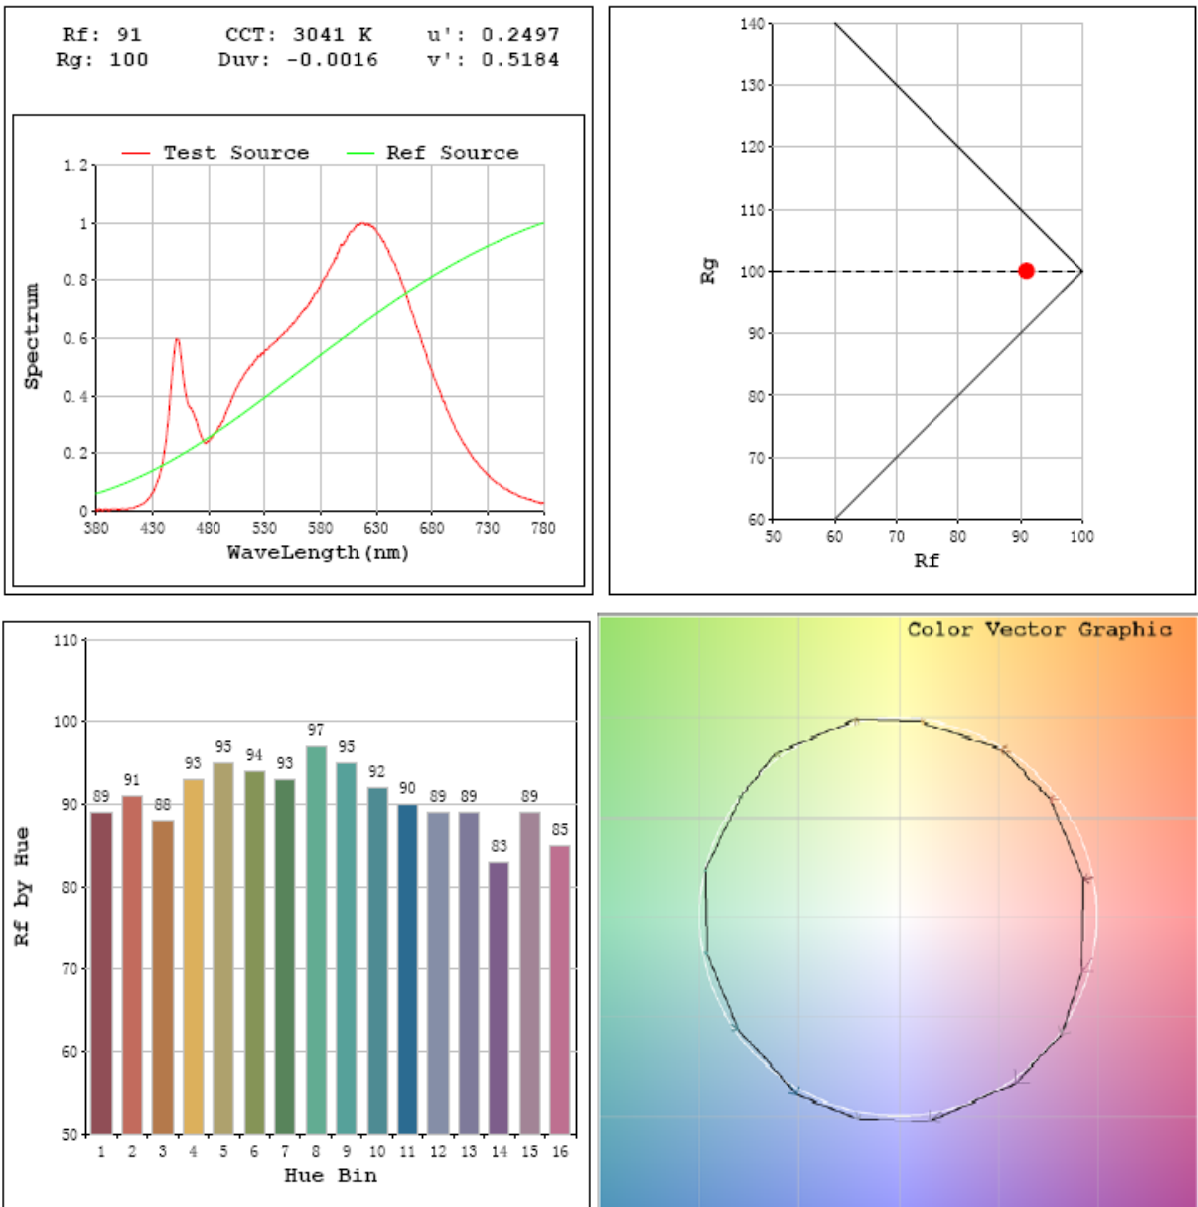 Rf: 91 CCT: 3041 K u': 0.2497
Rg: 100 Duv: -0.0016 v': 0.5184
Test Source Ref Source
1.2
1
0.8
0.6
0.4
0.2
0
Spectrum
380 430 480 530 580 630 680 730 780
WaveLength(nm)
140
130
120
110
100
90
80
70
60
Rg
50 60 70 80 90 100
Rf
110
100
90
80
70
60
50
Rf by Hue
89 91 88 93 95 94 93 97 95 92 90 89 89 83 89 85
1 2 3 4 5 6 7 8 9 10 11 12 13 14 15 16
Hue Bin
Color Vector Graphic